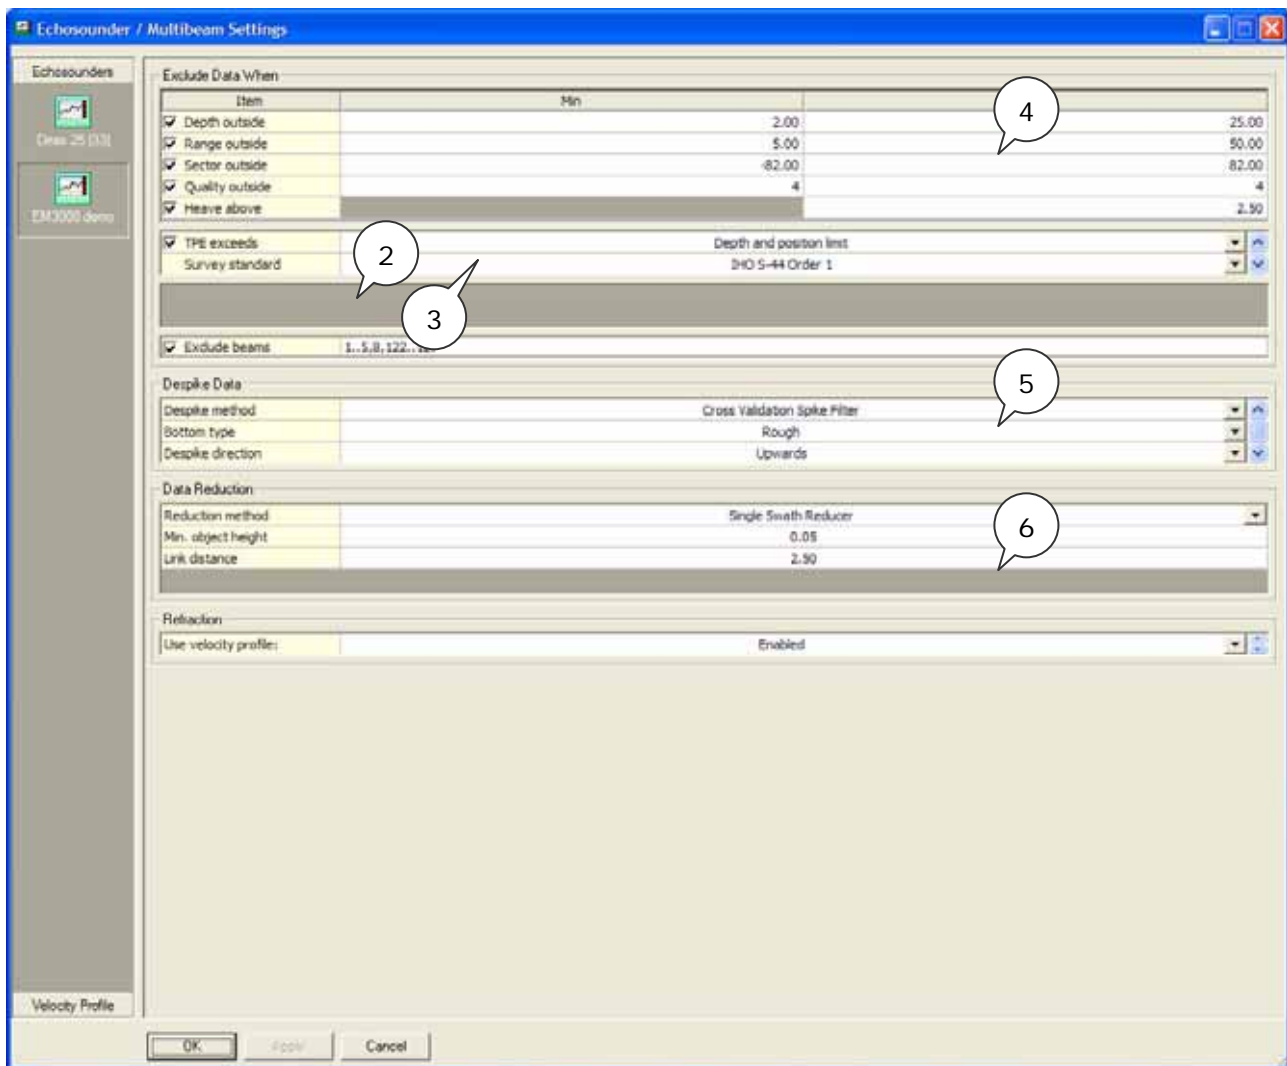 Echosounder / Multibeam Settings
Echosounders
EM3000 demo
Velocity Profile
Exclude Data When
Item Min
Depth outside 2.00 25.00
Range outside 5.00 50.00
Sector outside -82.00 82.00
Quality outside 4 4
Heave above 2.50
TPE exceeds Depth and position limit
Survey standard IHO S-44 Order 1
Exclude beams 1..5,8,122..
Despike Data
Despike method Cross Validation Spike Filter
Bottom type Rough
Despike direction Upwards
Data Reduction
Reduction method Single Swath Reducer
Min. object height 0.05
Link distance 2.50
Refraction
Use velocity profile: Enabled
OK Apply Cancel
2
3
4
5
6